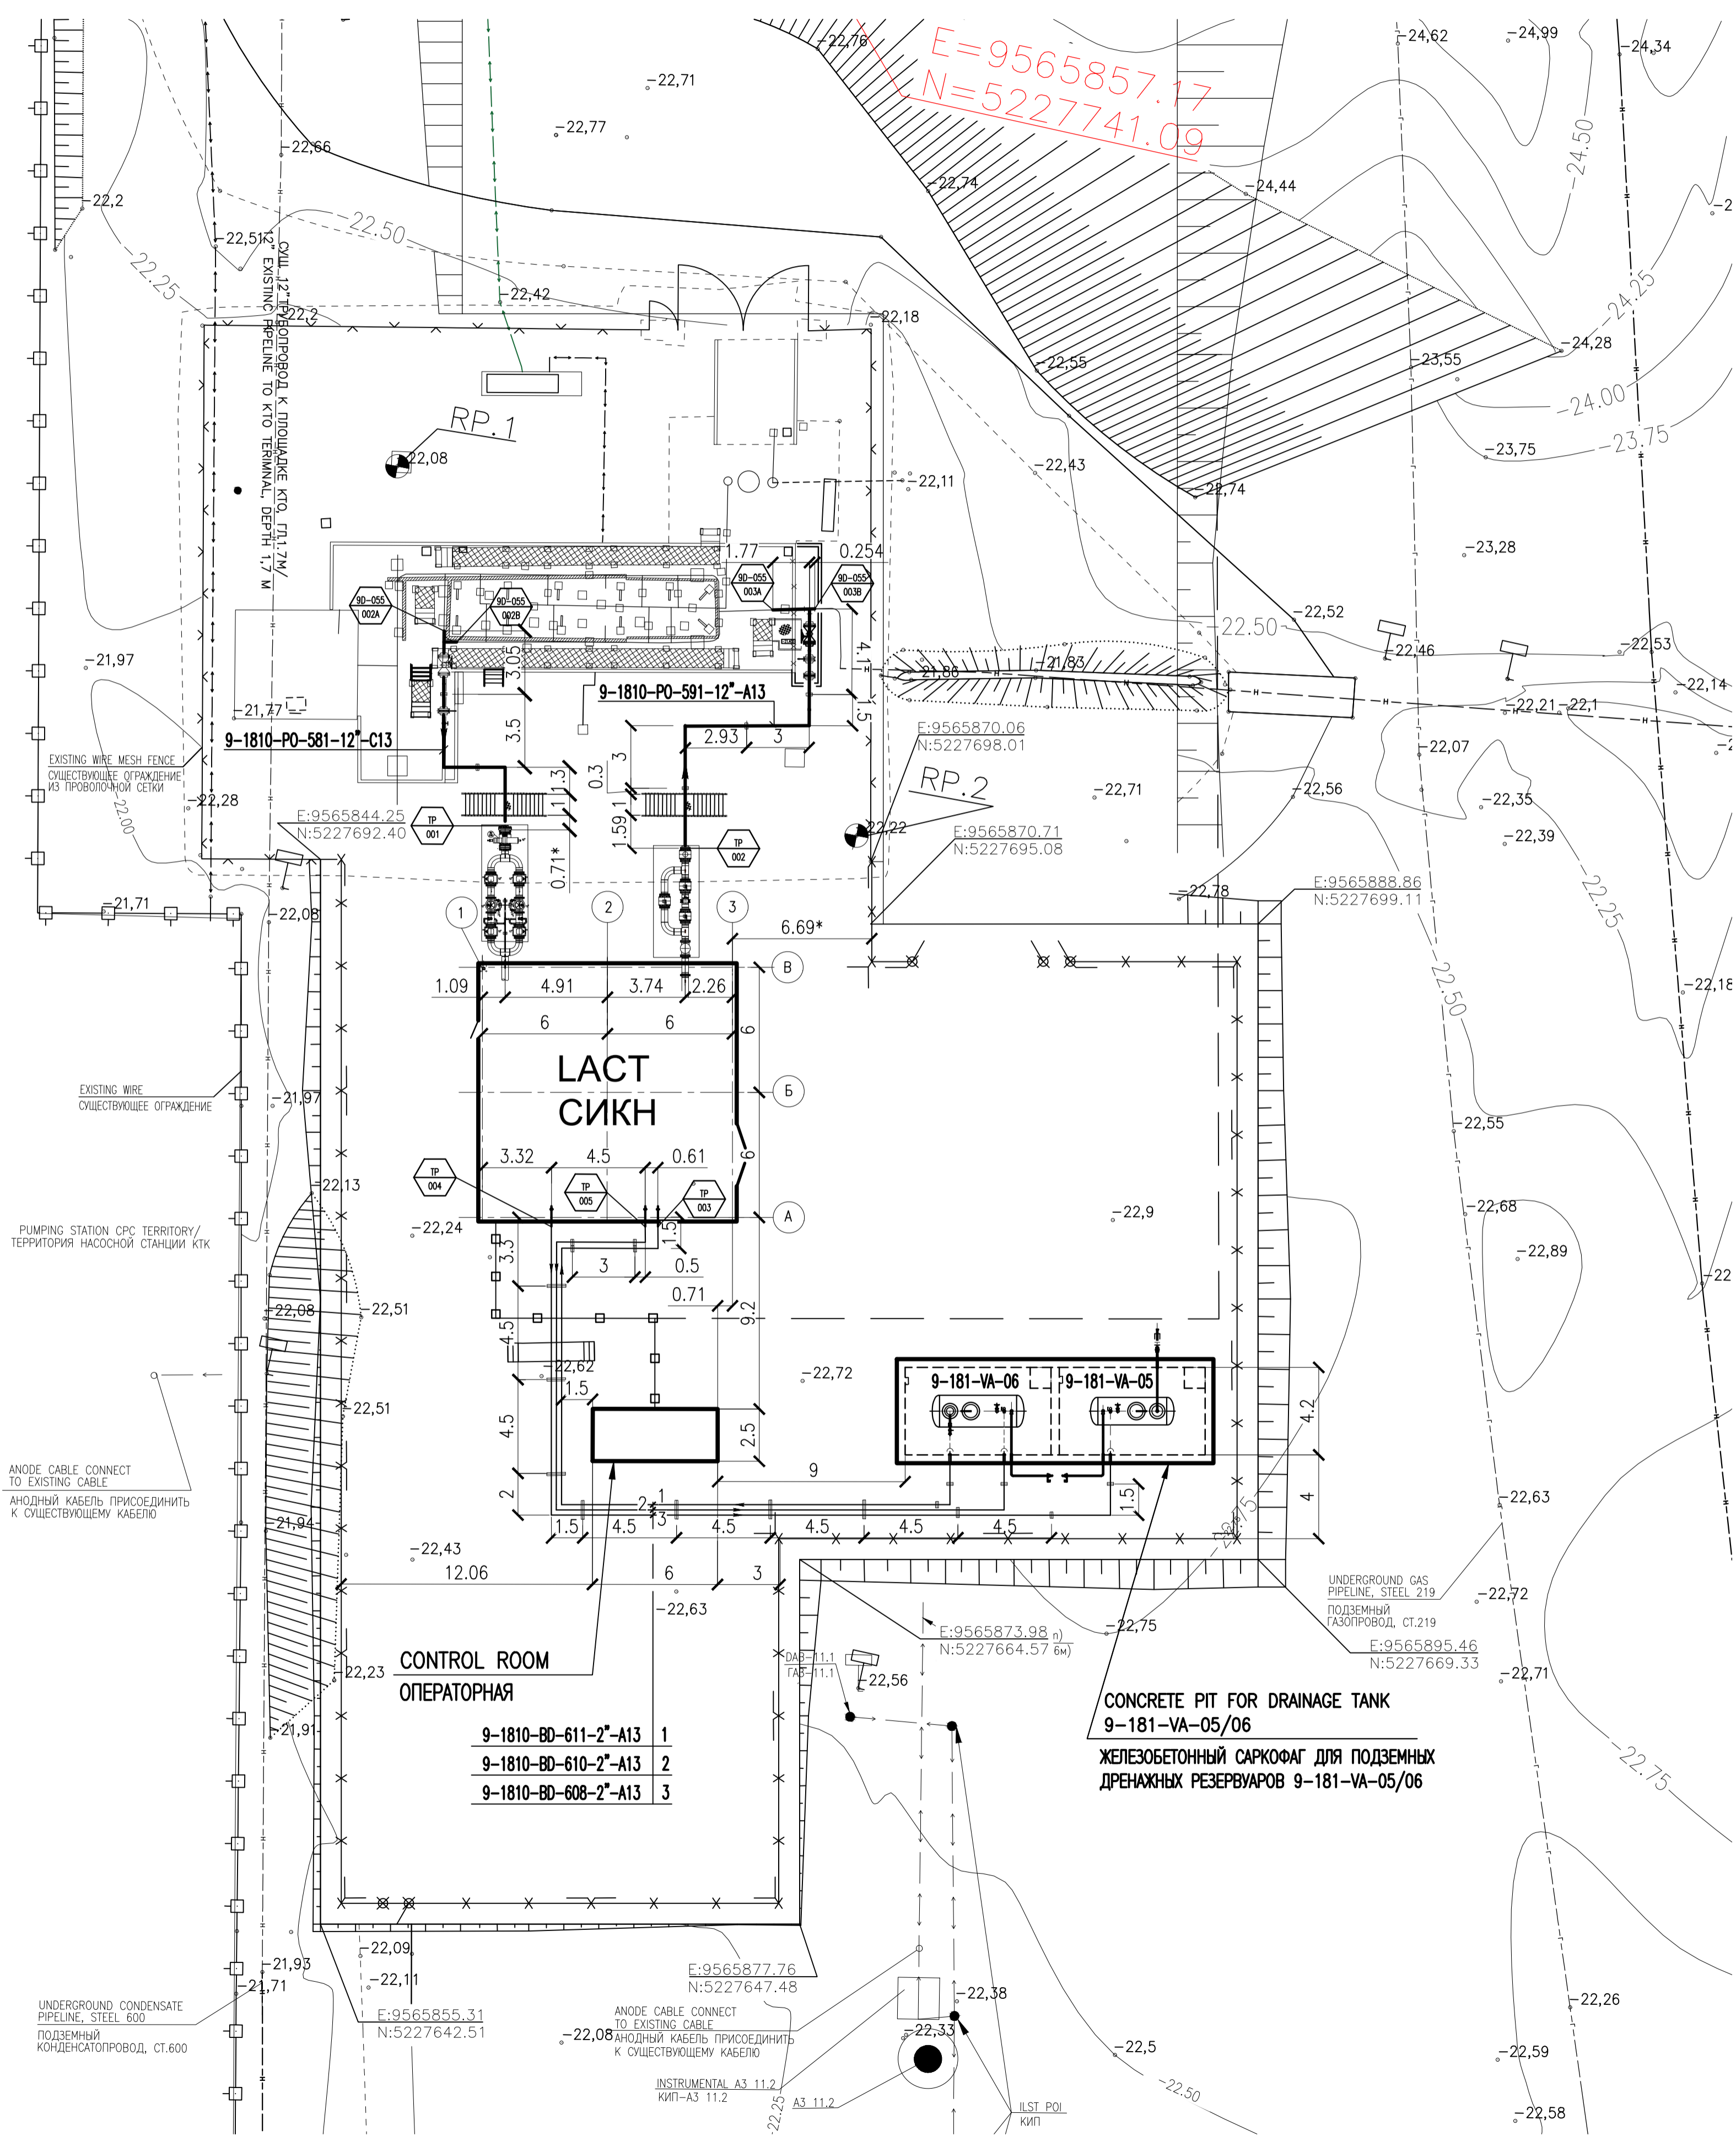 -22,76
E=9565857.17
N=5227741.09
-24,62
-24,99
-24,34
-22,71
-22,77
-22,66
-22,74
-24,44
-24.50
-22,2
-22,51
-22.50
-22.25
СУЩ. 12" ТРУБОПРОВОД К ПЛОЩАДКЕ КТО, ГЛ.1.7М/
12" EXISTING PIPELINE TO KTO TERIMNAL, DEPTH 1.7 M
-22,42
-22,2
-22,18
-24.25
-24,28
-22,55
-23,55
-24.00
-23.75
RP.1
22,08
-22,43
-23,75
-22,11
-22,74
-23,28
1.77
0.254
9D-055
002A
9D-055
002B
9D-055
003A
9D-055
003B
-22,52
-22.50
-21,97
3.05
4.1
-21,86
-21,83
-22,46
-22,53
-22,14
9-1810-PO-591-12"-A13
-21,77
9-1810-PO-581-12"-C13
3.5
2.93
3
1.5
E:9565870.06
N:5227698.01
-22,21
-22,1
-22,07
EXISTING WIRE MESH FENCE
СУЩЕСТВУЮЩЕЕ ОГРАЖДЕНИЕ
ИЗ ПРОВОЛОЧНОЙ СЕТКИ
1.3
1
0.3
3
RP.2
-22,71
-22,56
-22,35
-22,28
-22.00
E:9565844.25
N:5227692.40
TP
001
1.59
1
TP
002
22,22
E:9565870.71
N:5227695.08
-22,39
0.71*
-21,71
-22,08
1
2
3
6.69*
-22,78
E:9565888.86
N:5227699.11
-22.25
В
1.09
4.91
3.74
2.26
-22,18
6
6
6
-22.50
LACT
СИКН
Б
EXISTING WIRE
СУЩЕСТВУЮЩЕЕ ОГРАЖДЕНИЕ
-21,97
-22,55
3.32
4.5
0.61
6
TP
004
TP
005
TP
003
-22,13
А
PUMPING STATION CPC TERRITORY/
ТЕРРИТОРИЯ НАСОСНОЙ СТАНЦИИ КТК
-22,24
-22,9
-22,68
-22,89
3.3
1.5
3
0.5
0.71
9.2
-22,08
-22,51
4.5
-22,62
-22,72
1.5
9-181-VA-06
9-181-VA-05
4.2
-22,51
4.5
2.5
ANODE CABLE CONNECT
TO EXISTING CABLE
АНОДНЫЙ КАБЕЛЬ ПРИСОЕДИНИТЬ
К СУЩЕСТВУЮЩЕМУ КАБЕЛЮ
9
2
1
2
3
1.5
4
-22,63
-21,94
1.5
4.5
4.5
4.5
4.5
4.5
-22.75
-22,43
12.06
6
3
-22,63
UNDERGROUND GAS
PIPELINE, STEEL 219
ПОДЗЕМНЫЙ
ГАЗОПРОВОД, СТ.219
-22,72
E:9565873.98
N:5227664.57
п)
6м)
-22,75
E:9565895.46
N:5227669.33
-22,23
CONTROL ROOM
ОПЕРАТОРНАЯ
-22,56
-22,71
-21,91
9-1810-BD-611-2"-A13 1
9-1810-BD-610-2"-A13 2
9-1810-BD-608-2"-A13 3
CONCRETE PIT FOR DRAINAGE TANK
9-181-VA-05/06
ЖЕЛЕЗОБЕТОННЫЙ САРКОФАГ ДЛЯ ПОДЗЕМНЫХ
ДРЕНАЖНЫХ РЕЗЕРВУАРОВ 9-181-VA-05/06
-22.75
-22,09
-21,93
-21,71
-22,11
E:9565877.76
N:5227647.48
-22,38
-22,26
UNDERGROUND CONDENSATE
PIPELINE, STEEL 600
ПОДЗЕМНЫЙ
КОНДЕНСАТОПРОВОД, СТ.600
E:9565855.31
N:5227642.51
-22,08
ANODE CABLE CONNECT
TO EXISTING CABLE
АНОДНЫЙ КАБЕЛЬ ПРИСОЕДИНИТЬ
К СУЩЕСТВУЮЩЕМУ КАБЕЛЮ
-22,33
-22,5
-22,59
INSTRUMENTAL A3 11.2
КИП-А3 11.2
A3 11.2
-22.25
-22.50
ILST POI
КИП
-22,58